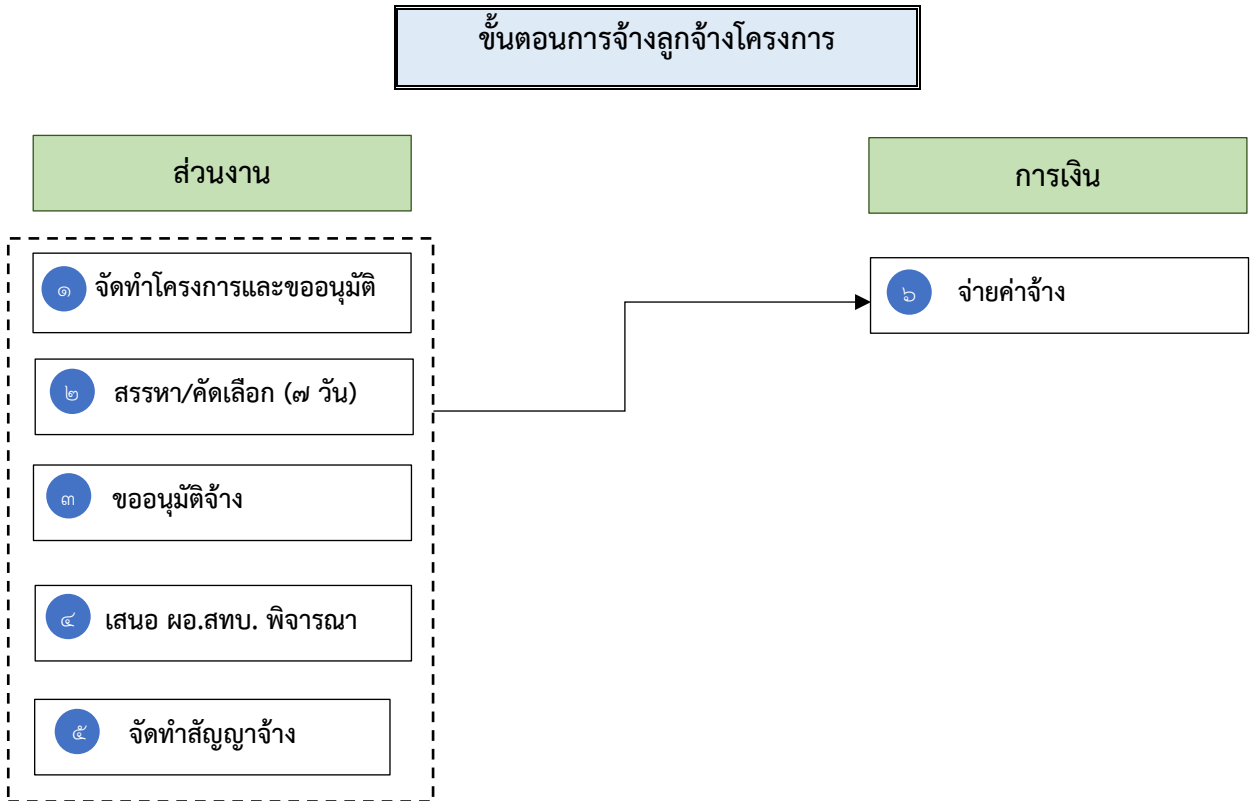 ขั้นตอนการจ้างลูกจ้างโครงการ
ส่วนงาน
การเงิน
๑ จัดทำโครงการและขออนุมัติ
๖ จ่ายค่าจ้าง
๒ สรรหา/คัดเลือก (๗ วัน)
๓ ขออนุมัติจ้าง
๔ เสนอ ผอ.สทบ. พิจารณา
๕ จัดทำสัญญาจ้าง